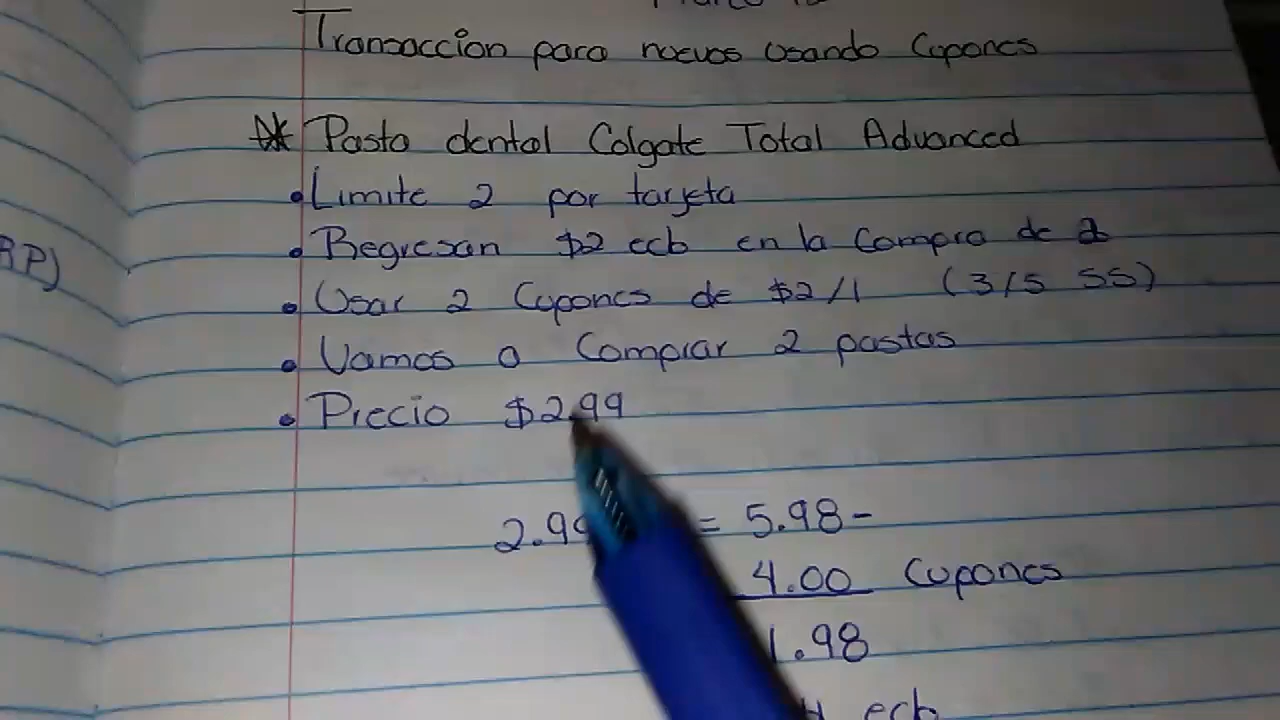 Transaccion para nuevos usando Cupones
Pasta dental Colgate Total Advanced
• Limite 2 por tarjeta
• Regresan $2 ecb en la compra de
RP)
• Usar 2 Cupones de $2/1 (3/5 SS)
• Vamos a Comprar 2 pastas
• Precio $2.99
= 5.98-
4.00 Cupones
1.98
ecb